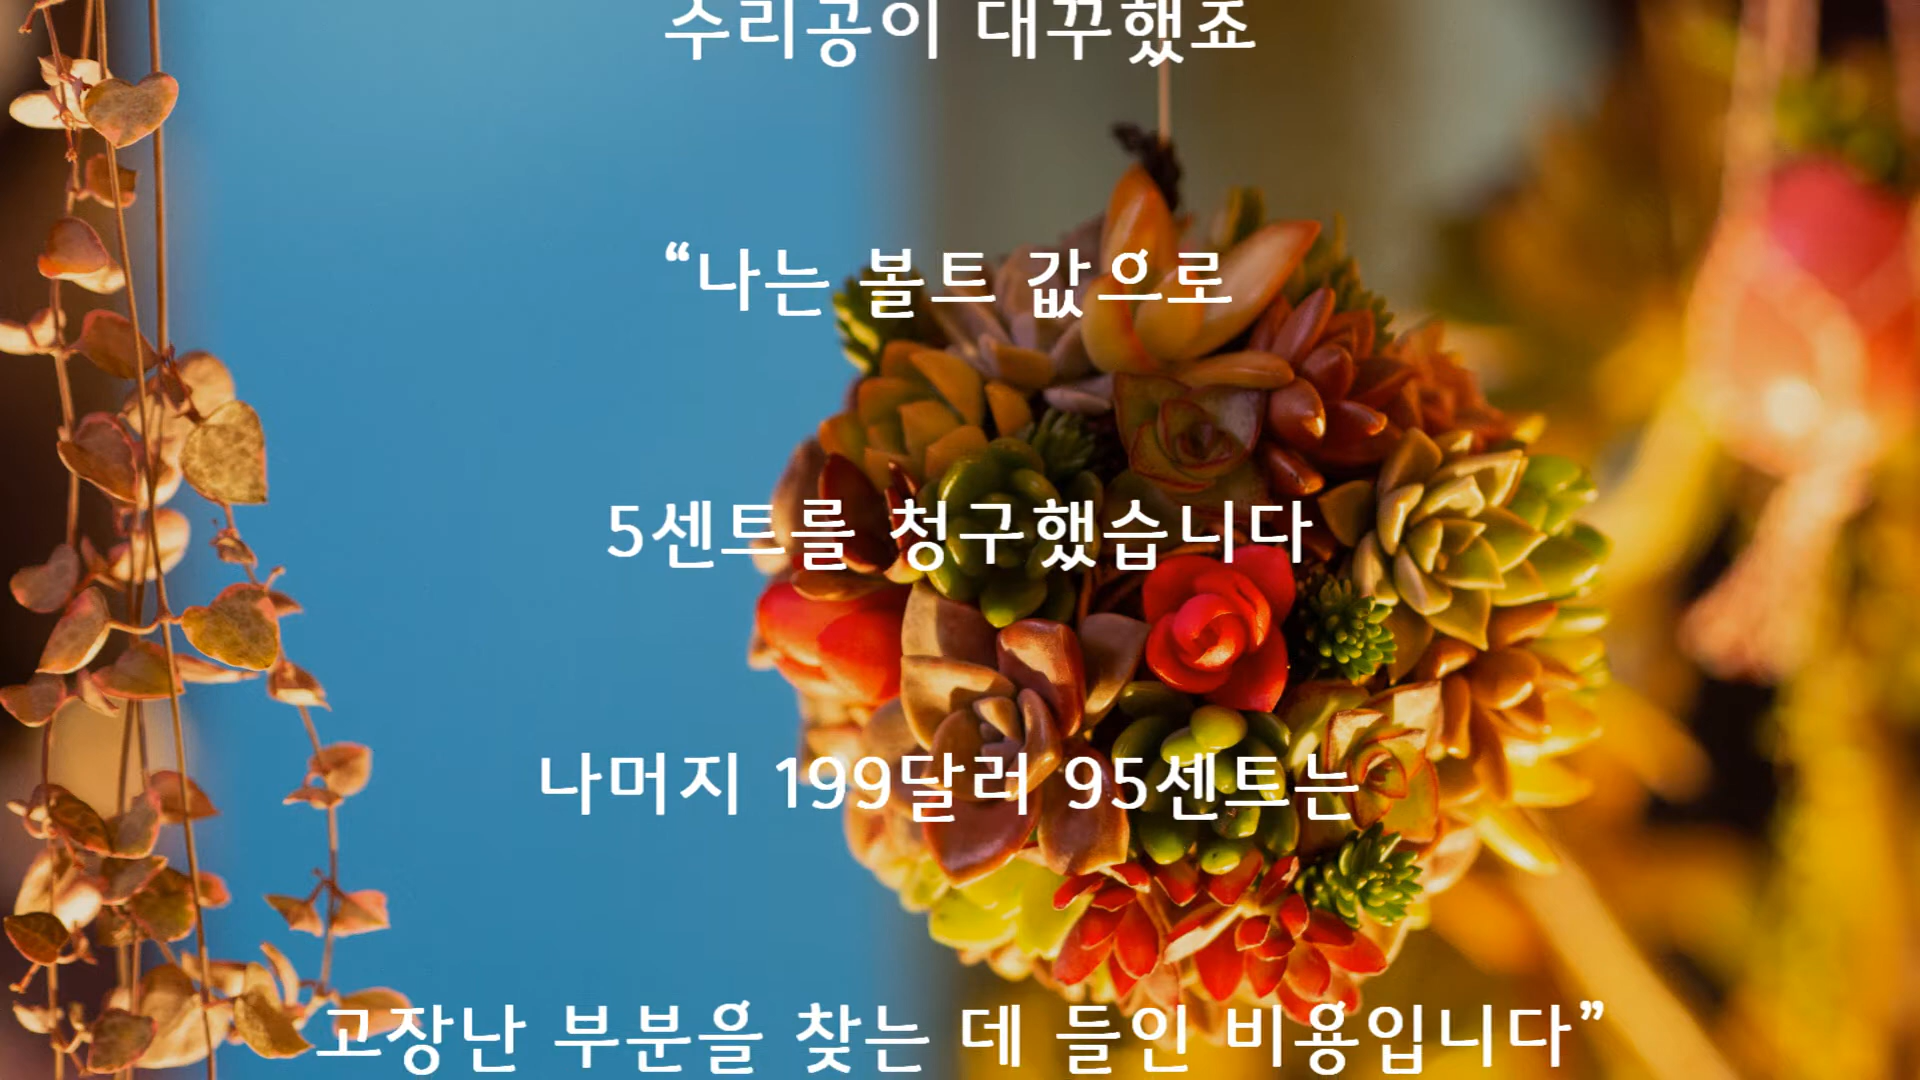 수리공이 대꾸했죠
“나는 볼트 값으로
5센트를 청구했습니다
나머지 199달러 95센트는
고장난 부분을 찾는 데 들인 비용입니다”